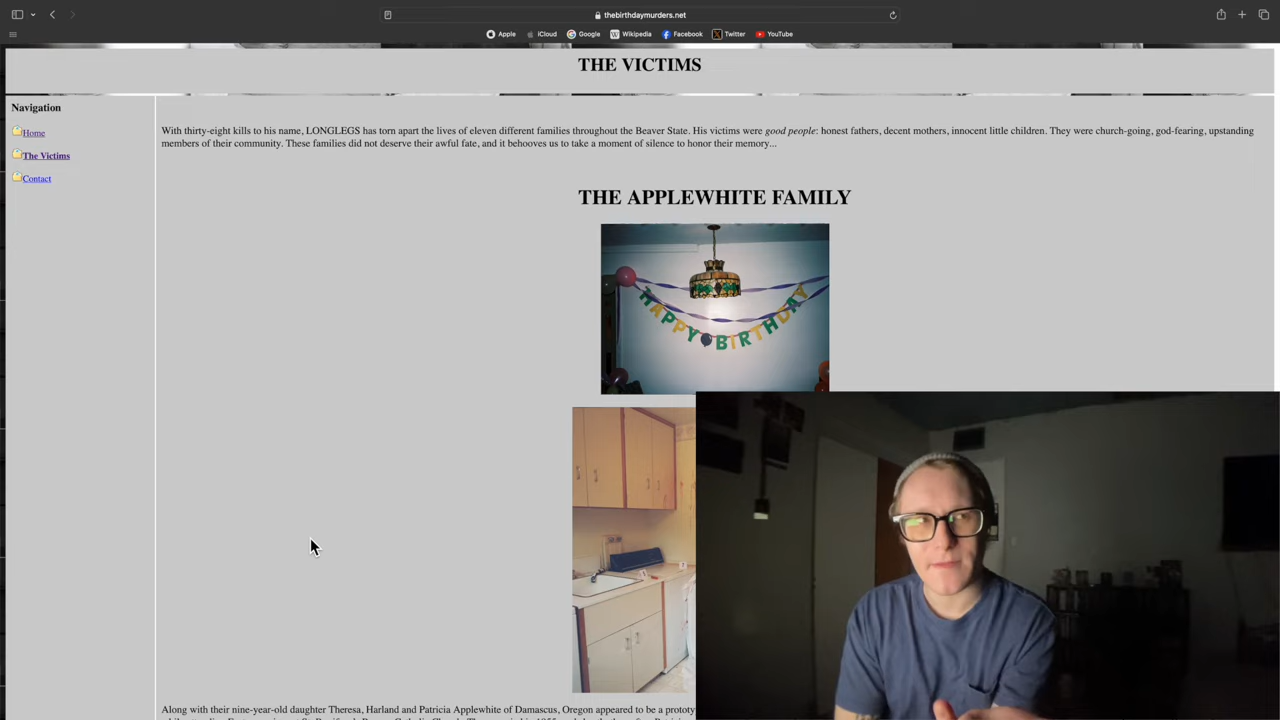 thebirthdaymurders.net
Apple iCloud Google Wikipedia Facebook Twitter YouTube
THE VICTIMS
Navigation
Home
The Victims
Contact
With thirty-eight kills to his name, LONGLEGS has torn apart the lives of eleven different families throughout the Beaver State. His victims were good people: honest fathers, decent mothers, innocent little children. They were church-going, god-fearing, upstanding
members of their community. These families did not deserve their awful fate, and it behooves us to take a moment of silence to honor their memory...
THE APPLEWHITE FAMILY
HAPPY BIRTHDAY
Along with their nine-year-old daughter Theresa, Harland and Patricia Applewhite of Damascus, Oregon appeared to be a prototy